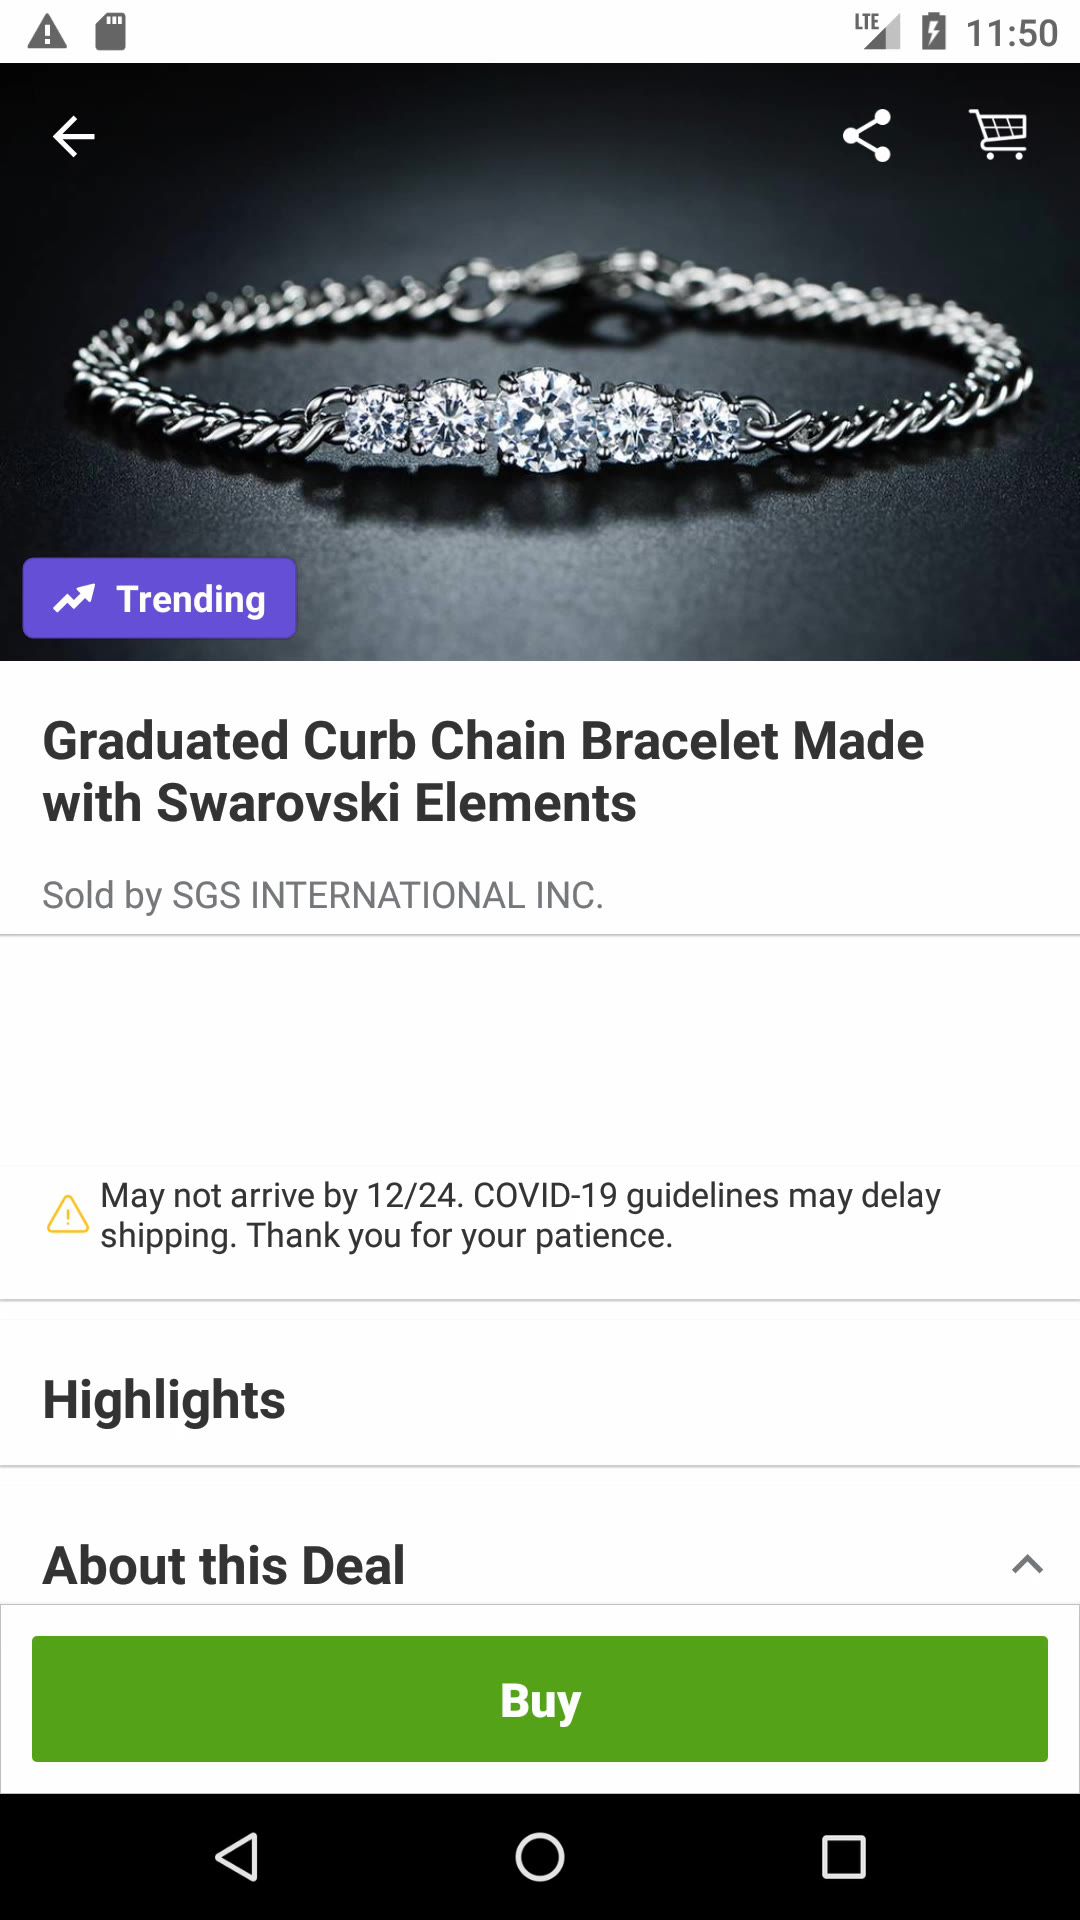 LTE 11:50
Trending
Graduated Curb Chain Bracelet Made
with Swarovski Elements
Sold by SGS INTERNATIONAL INC.
May not arrive by 12/24. COVID-19 guidelines may delay
shipping. Thank you for your patience.
Highlights
About this Deal
Buy